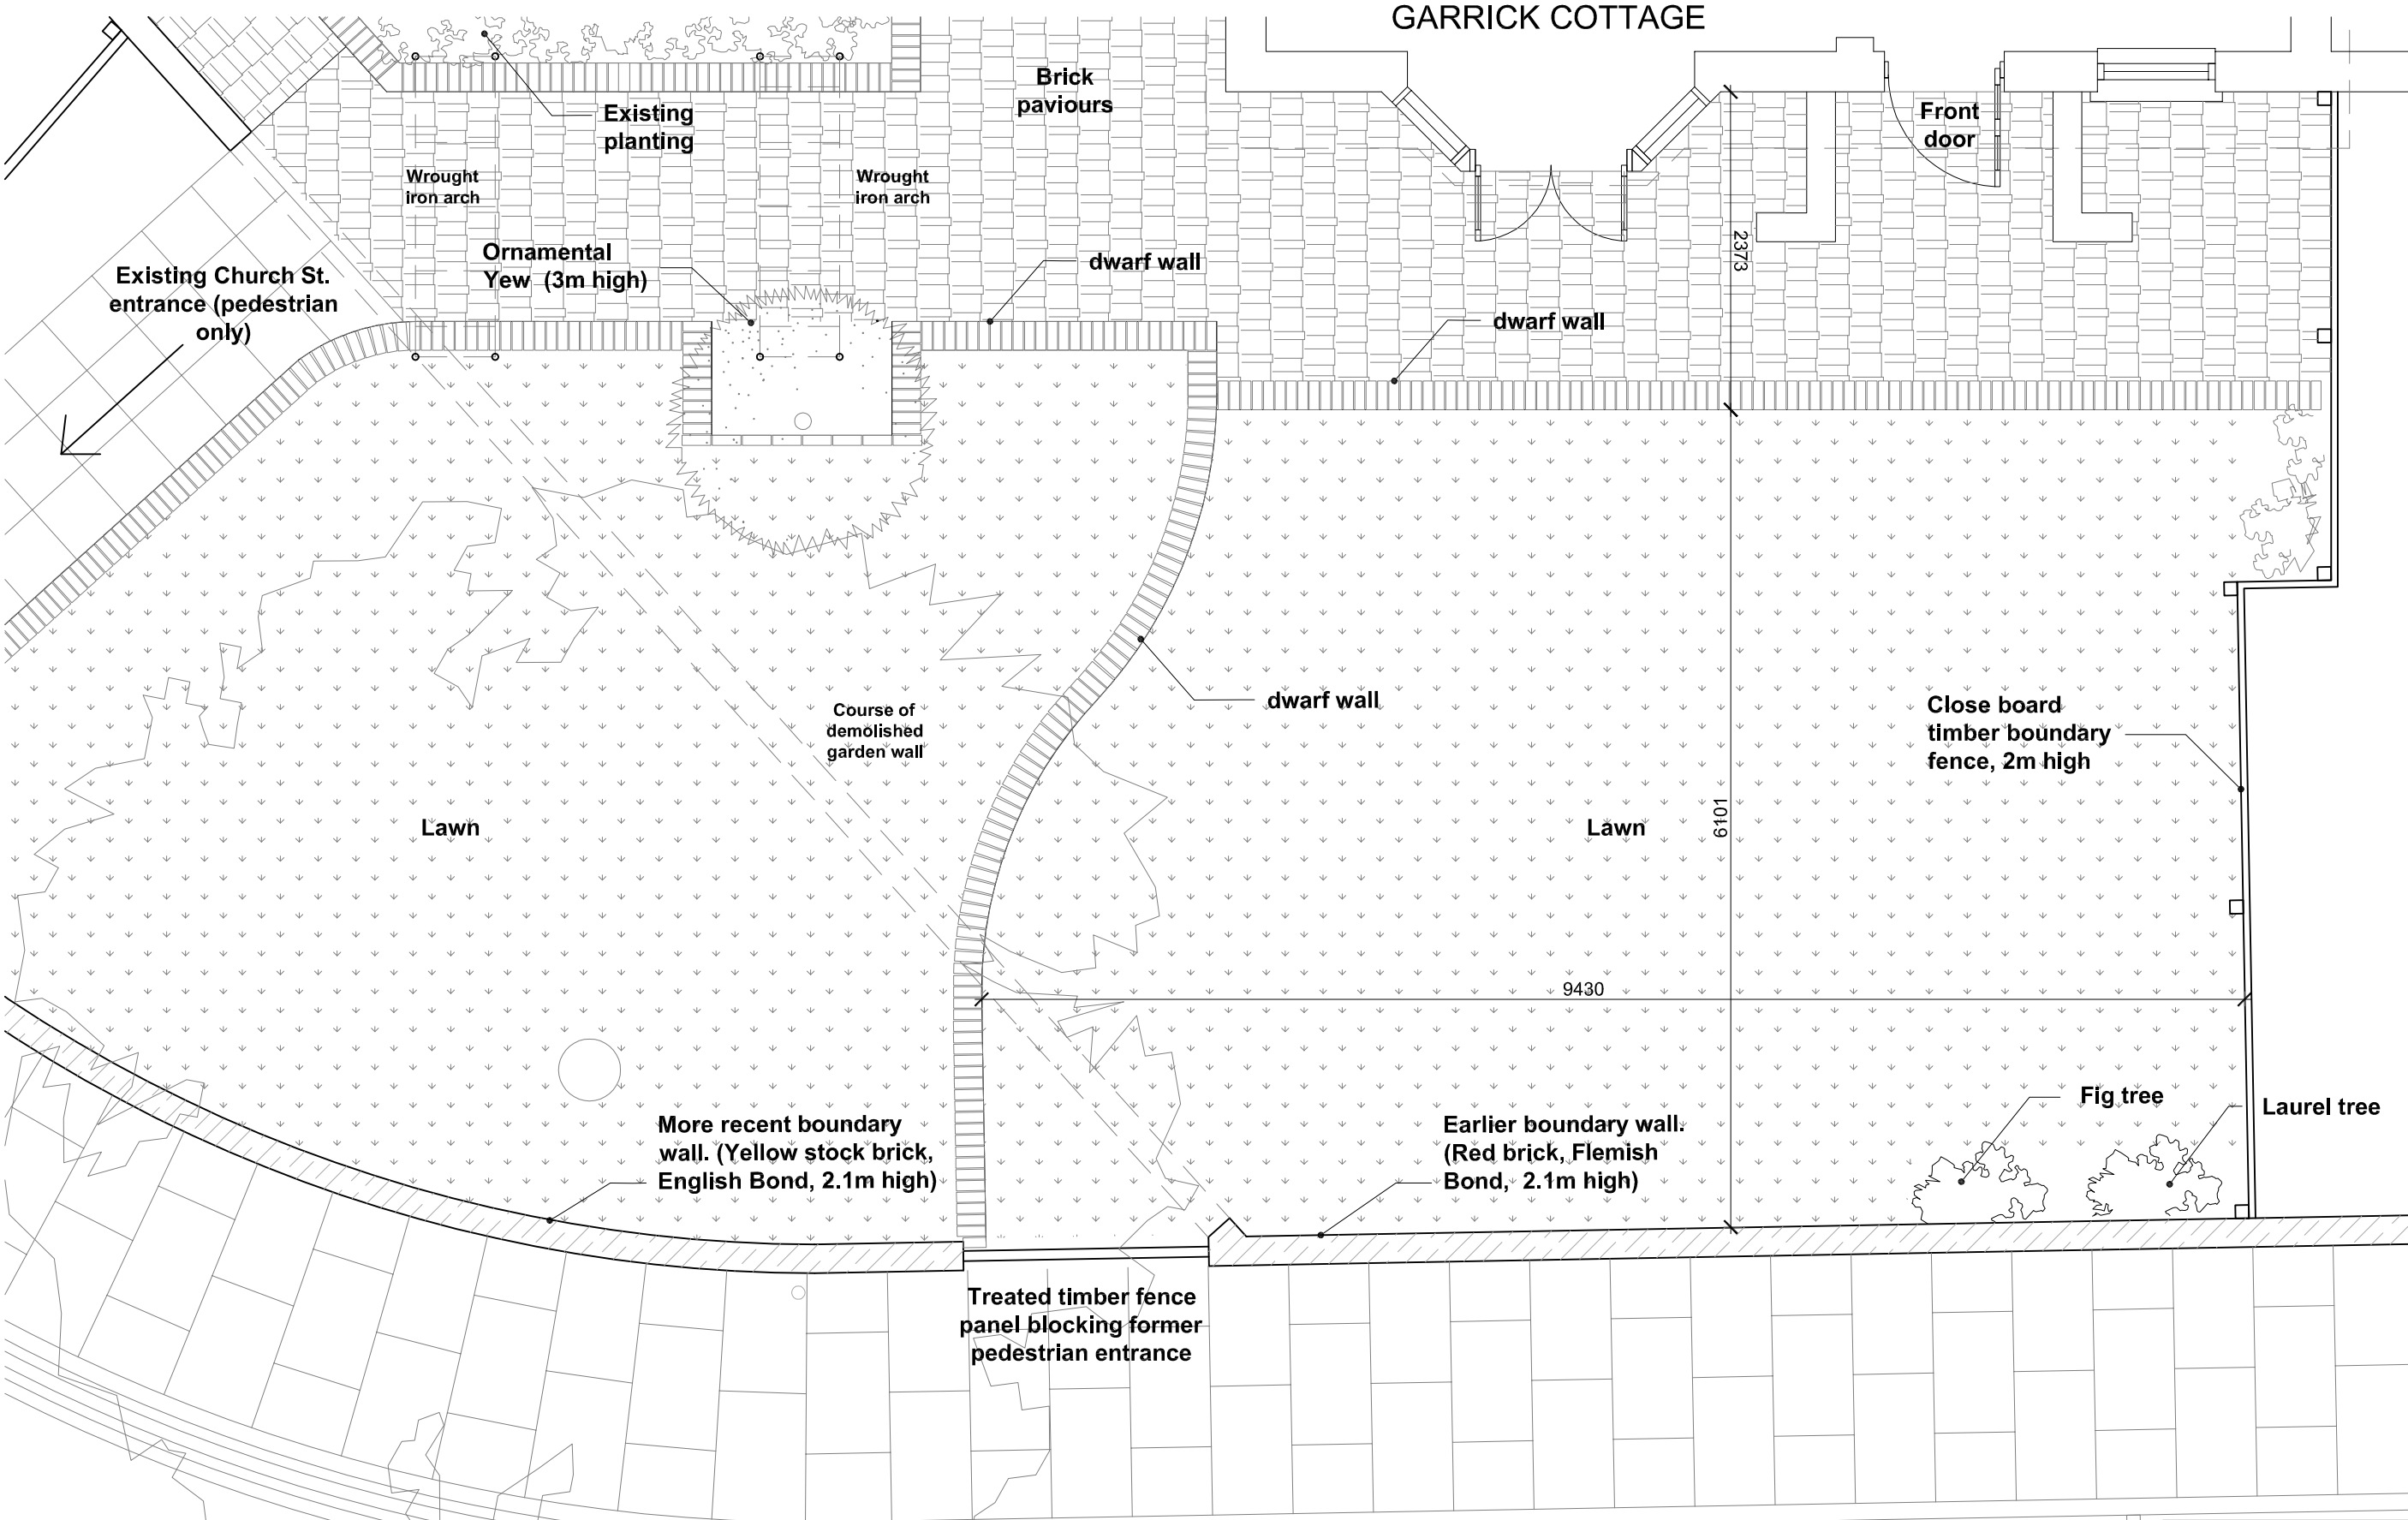 GARRICK COTTAGE
Brick
paviours
Existing
planting
Front
door
Wrought
iron arch
Wrought
iron arch
Ornamental
Yew (3m high)
dwarf wall
2373
Existing Church St.
entrance (pedestrian
only)
dwarf wall
dwarf wall
Close board
timber boundary
fence, 2m high
Course of
demolished
garden wall
Lawn
Lawn
6101
9430
Fig tree
Laurel tree
More recent boundary
wall. (Yellow stock brick,
English Bond, 2.1m high)
Earlier boundary wall.
(Red brick, Flemish
Bond, 2.1m high)
Treated timber fence
panel blocking former
pedestrian entrance